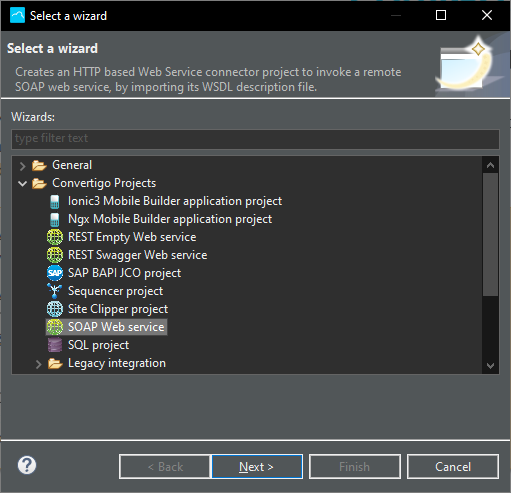 Select a wizard
Select a wizard
Creates an HTTP based Web Service connector project to invoke a remote
SOAP web service, by importing its WSDL description file.
Wizards:
type filter text
General
Convertigo Projects
Ionic3 Mobile Builder application project
Ngx Mobile Builder application project
REST Empty Web service
REST Swagger Web service
SAP SAP BAPI JCO project
Sequencer project
Site Clipper project
SOAP Web service
SQL project
Legacy integration
? < Back Next > Finish Cancel